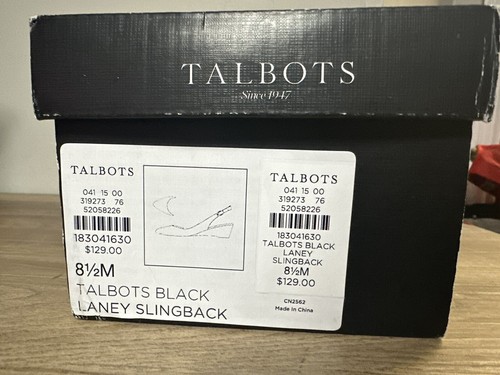 TALBOTS
Since 1947
TALBOTS
041 15 00
319273 76
52058226
183041630
$129.00
8½M
TALBOTS BLACK
LANEY SLINGBACK
TALBOTS
041 15 00
319273 76
52058226
183041630
TALBOTS BLACK
LANEY
SLINGBACK
8½M
$129.00
CN2562
Made in China